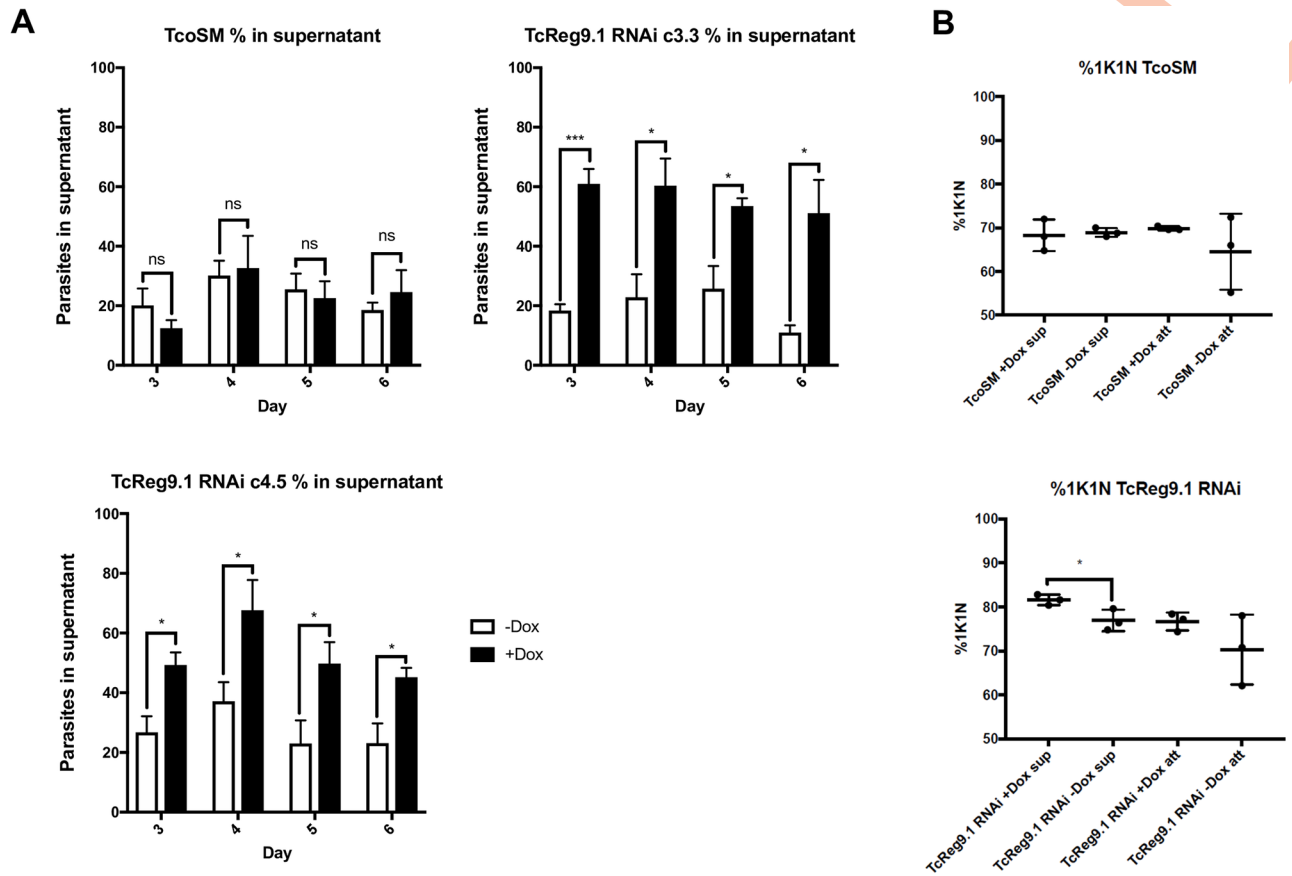 A
TcoSM % in supernatant
Parasites in supernatant
100
80
60
40
20
0
ns
ns
ns
ns
3
4
5
6
Day
TcReg9.1 RNAi c3.3 % in supernatant
Parasites in supernatant
100
80
60
40
20
0
***
*
*
*
3
4
5
6
Day
TcReg9.1 RNAi c4.5 % in supernatant
Parasites in supernatant
100
80
60
40
20
0
*
*
*
*
3
4
5
6
Day
-Dox
+Dox
B
%1K1N TcoSM
%1K1N
100
90
80
70
60
50
TcoSM +Dox sup
TcoSM -Dox sup
TcoSM +Dox att
TcoSM -Dox att
%1K1N TcReg9.1 RNAi
%1K1N
100
90
80
70
60
50
*
TcReg9.1 RNAi +Dox sup
TcReg9.1 RNAi -Dox sup
TcReg9.1 RNAi +Dox att
TcReg9.1 RNAi -Dox att